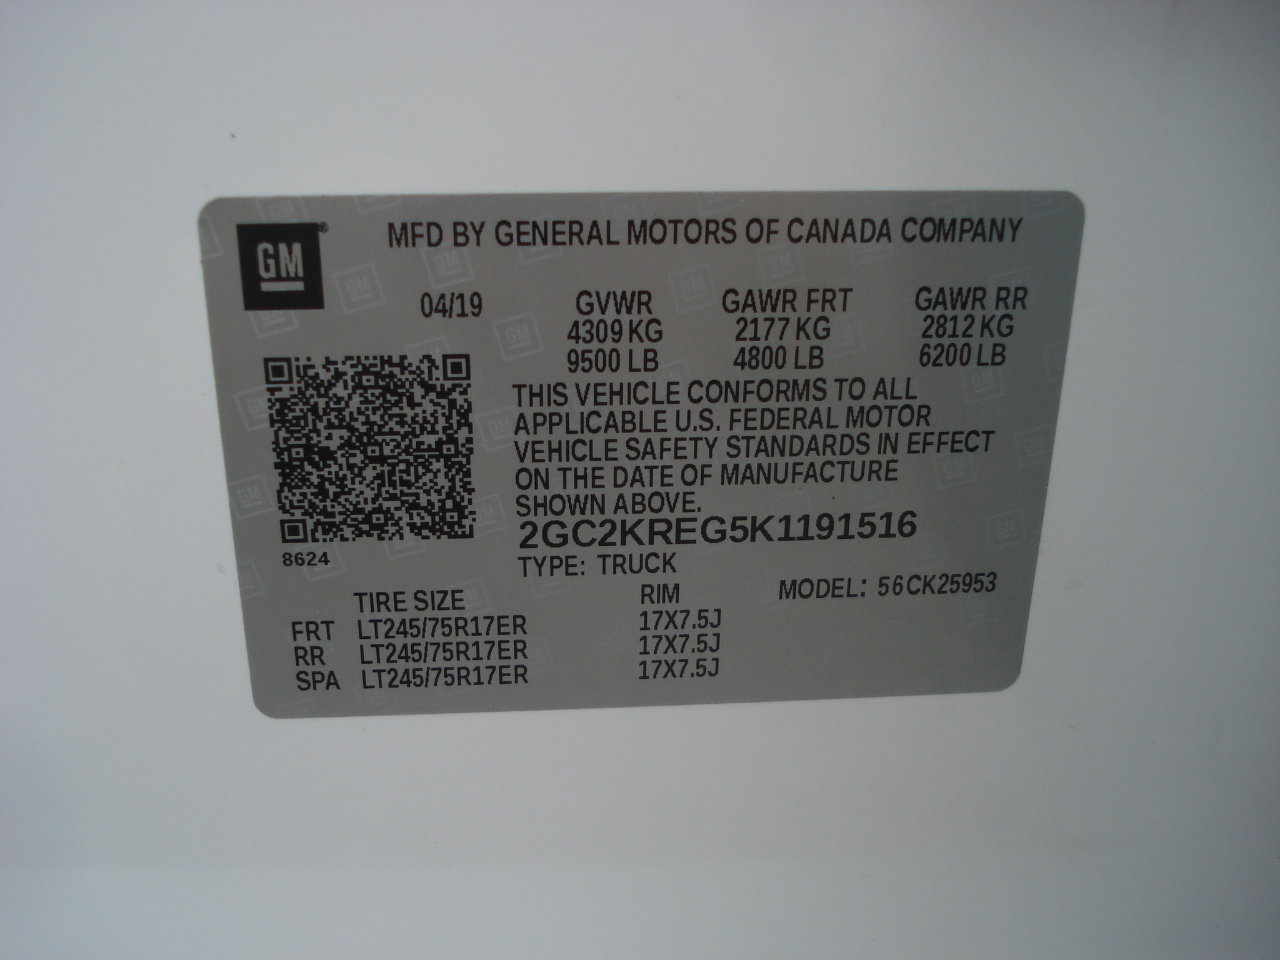 GM®
MFD BY GENERAL MOTORS OF CANADA COMPANY
04/19 GVWR GAWR FRT GAWR RR
4309 KG 2177 KG 2812 KG
9500 LB 4800 LB 6200 LB
THIS VEHICLE CONFORMS TO ALL
APPLICABLE U.S. FEDERAL MOTOR
VEHICLE SAFETY STANDARDS IN EFFECT
ON THE DATE OF MANUFACTURE
SHOWN ABOVE.
2GC2KREG5K1191516
8624
TYPE: TRUCK
MODEL: 56CK25953
TIRE SIZE RIM
FRT LT245/75R17ER 17X7.5J
RR LT245/75R17ER 17X7.5J
SPA LT245/75R17ER 17X7.5J